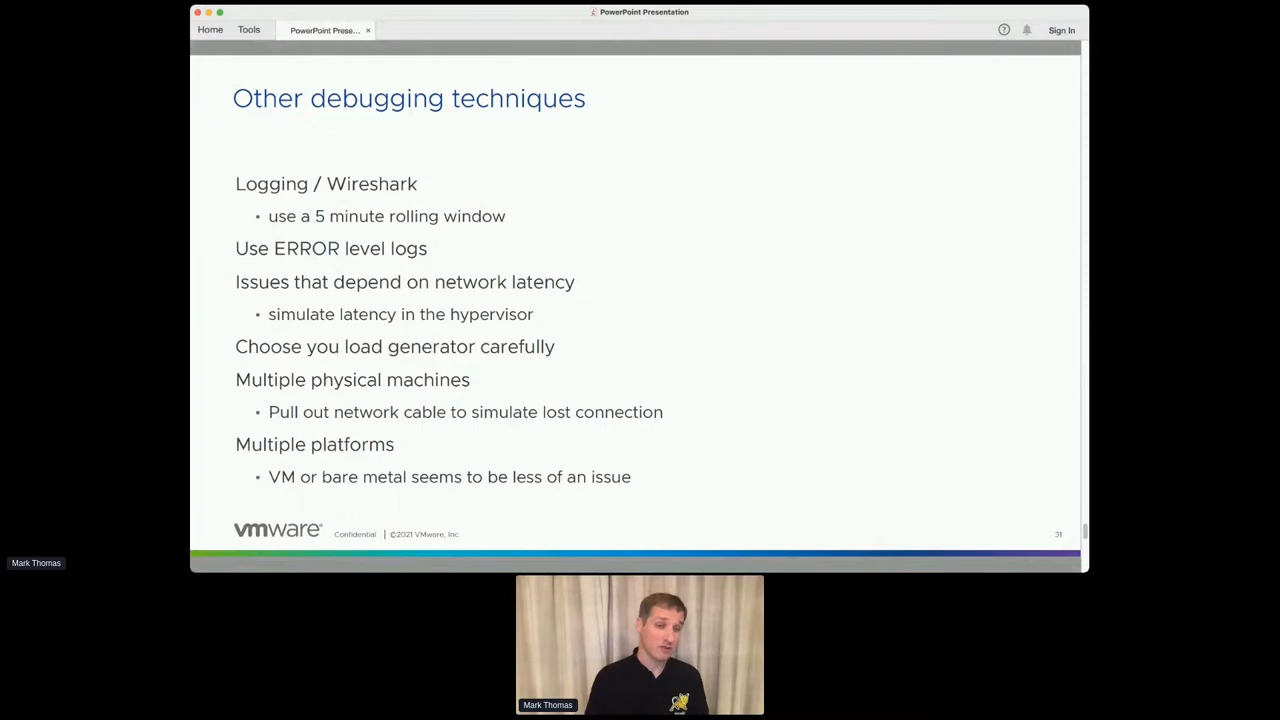 PowerPoint Presentation
Home Tools PowerPoint Prese... × ? Sign In
Other debugging techniques
Logging / Wireshark
• use a 5 minute rolling window
Use ERROR level logs
Issues that depend on network latency
• simulate latency in the hypervisor
Choose you load generator carefully
Multiple physical machines
• Pull out network cable to simulate lost connection
Multiple platforms
• VM or bare metal seems to be less of an issue
vmware® Confidential | ©2021 VMware, Inc. 31
Mark Thomas
Mark Thomas